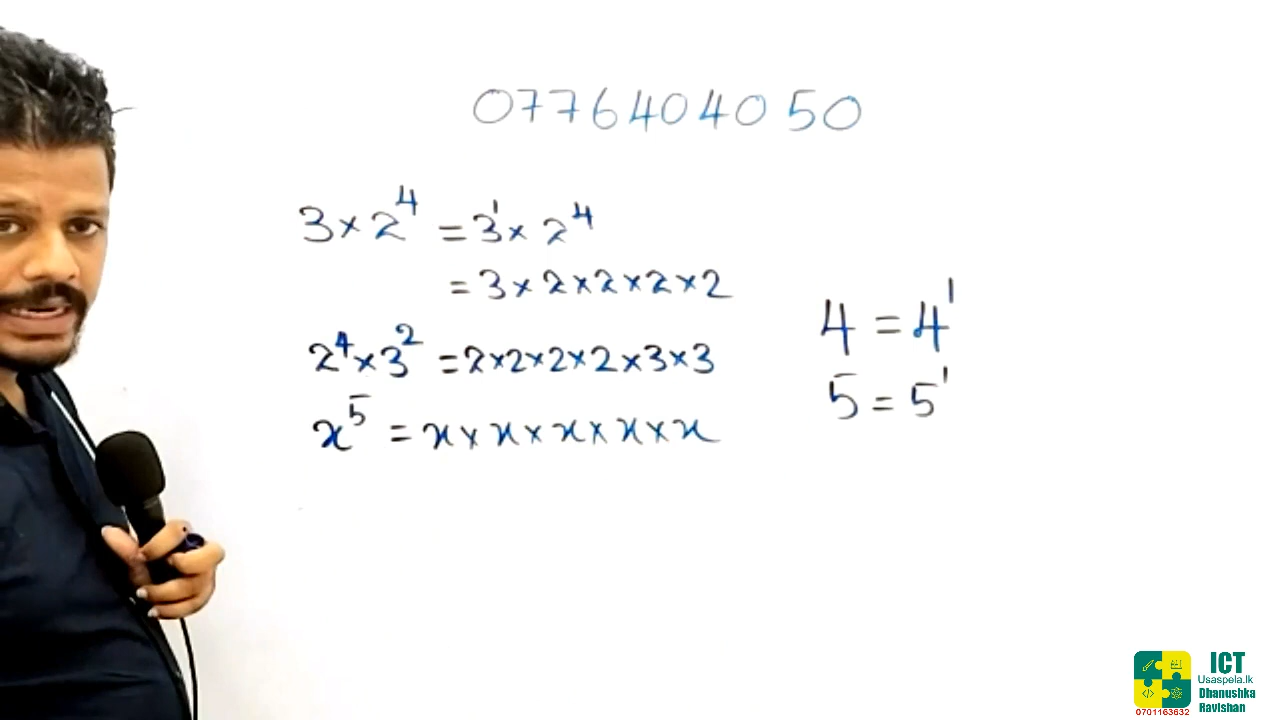 0776404050
3×2⁴ = 3¹× 2⁴
= 3×2×2×2×2
2⁴×3² = 2×2×2×2×3×3
x⁵ = x×x×x×x×x
4 = 4¹
5 = 5¹
ICT
Usaspela.lk
Dhanushka
Ravishan
0701163632